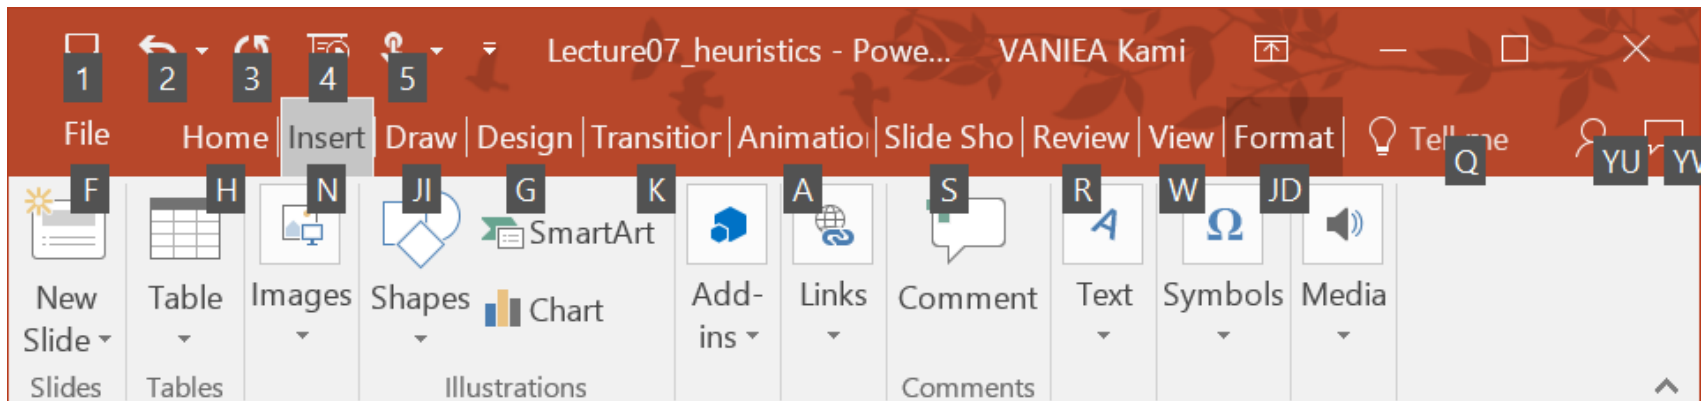 Lecture07_heuristics - Powe... VANIEA Kami
1 2 3 4 5
File Home Insert Draw Design Transitior Animatio Slide Sho Review View Format Tell me
F H N JI G K A S R W JD Q YU
SmartArt
New Table Images Shapes Chart Add- Links Comment Text Symbols Media
Slide ins
Slides Tables Illustrations Comments